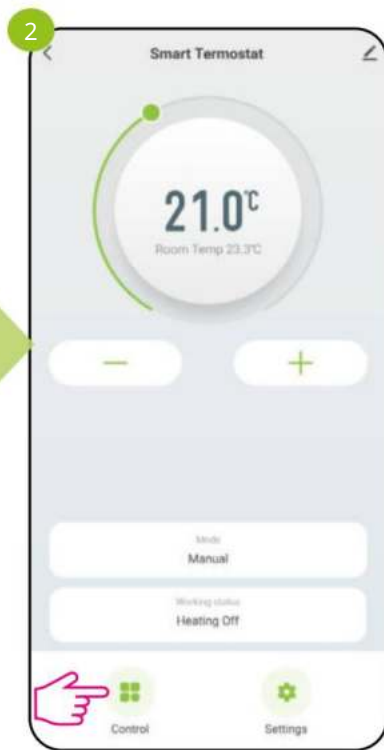 2
Smart Termostat
21.0°C
Room Temp 23.3°C
Mode
Manual
Working status
Heating Off
Control
Settings